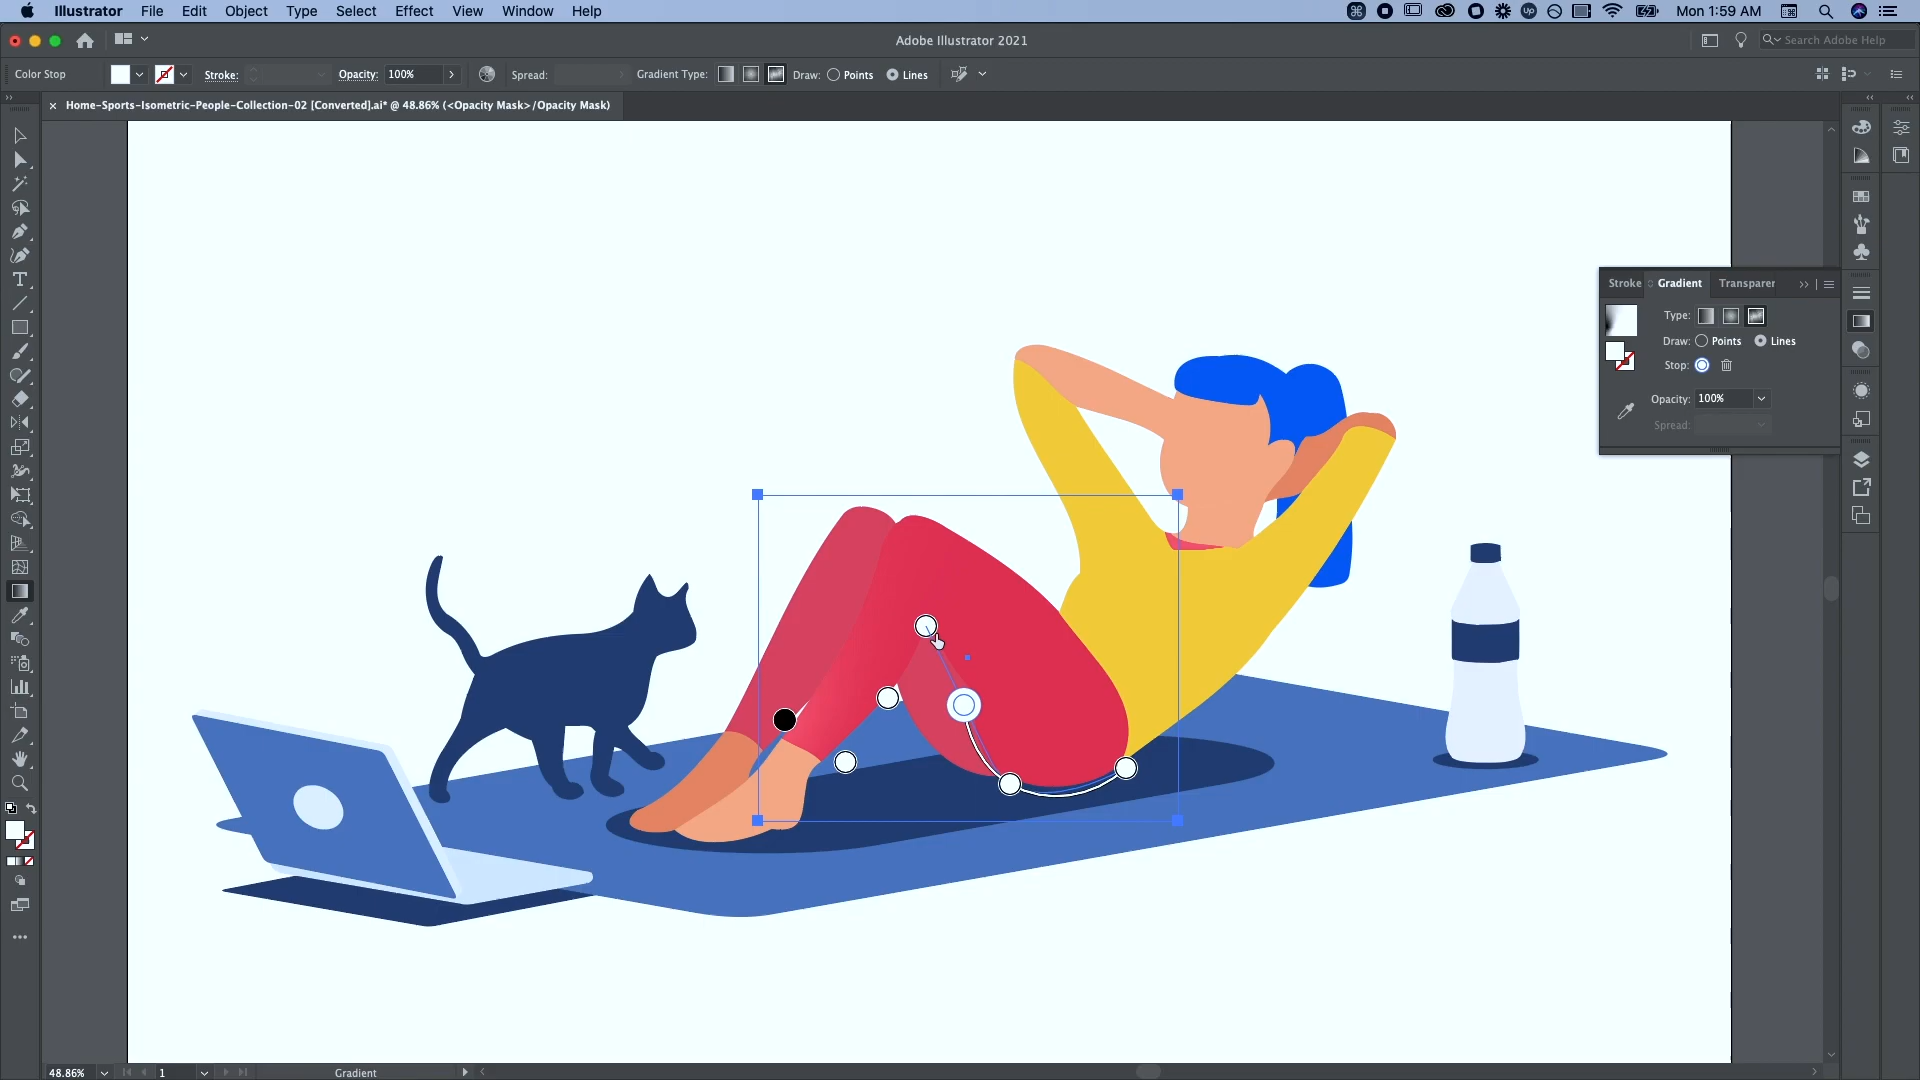 Illustrator File Edit Object Type Select Effect View Window Help Mon 1:59 AM
Adobe Illustrator 2021 Search Adobe Help
Color Stop Stroke: Opacity: 100% Spread: Gradient Type: Draw: Points Lines
× Home-Sports-Isometric-People-Collection-02 [Converted].ai* @ 48.86% (<Opacity Mask>/Opacity Mask)
Stroke Gradient Transparer
Type:
Draw: Points Lines
Stop:
Opacity: 100%
Spread:
48.86% 1 Gradient